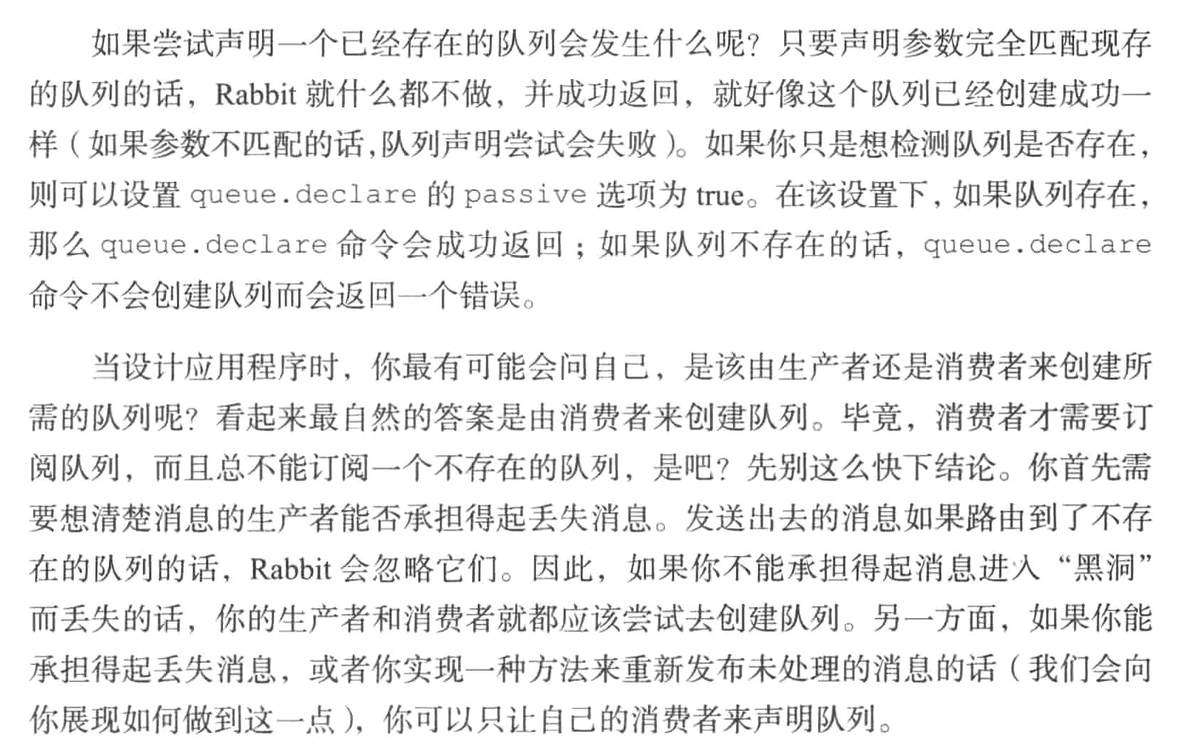 如果尝试声明一个已经存在的队列会发生什么呢？只要声明参数完全匹配现存
的队列的话，Rabbit 就什么都不做，并成功返回，就好像这个队列已经创建成功一
样（如果参数不匹配的话,队列声明尝试会失败）。如果你只是想检测队列是否存在，
则可以设置 queue.declare 的 passive 选项为 true。在该设置下，如果队列存在，
那么 queue.declare 命令会成功返回；如果队列不存在的话，queue.declare
命令不会创建队列而会返回一个错误。
当设计应用程序时，你最有可能会问自己，是该由生产者还是消费者来创建所
需的队列呢？看起来最自然的答案是由消费者来创建队列。毕竟，消费者才需要订
阅队列，而且总不能订阅一个不存在的队列，是吧？先别这么快下结论。你首先需
要想清楚消息的生产者能否承担得起丢失消息。发送出去的消息如果路由到了不存
在的队列的话，Rabbit 会忽略它们。因此，如果你不能承担得起消息进入“黑洞”
而丢失的话，你的生产者和消费者就都应该尝试去创建队列。另一方面，如果你能
承担得起丢失消息，或者你实现一种方法来重新发布未处理的消息的话（我们会向
你展现如何做到这一点），你可以只让自己的消费者来声明队列。